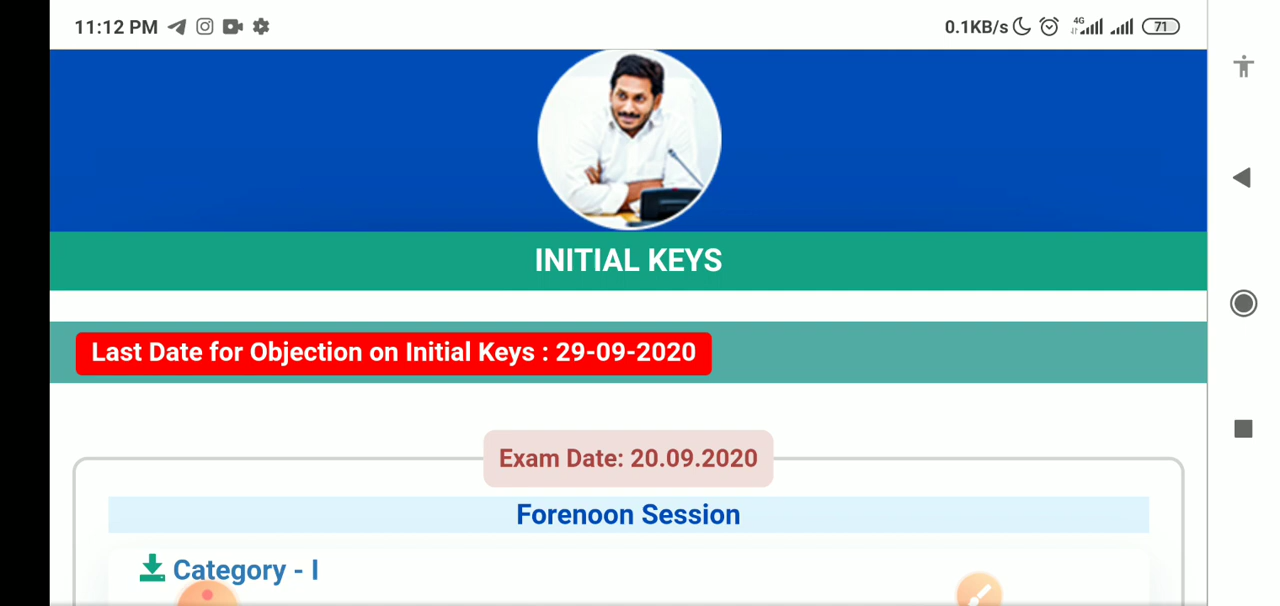 11:12 PM 0.1KB/s 4G 71
INITIAL KEYS
Last Date for Objection on Initial Keys : 29-09-2020
Exam Date: 20.09.2020
Forenoon Session
Category - I